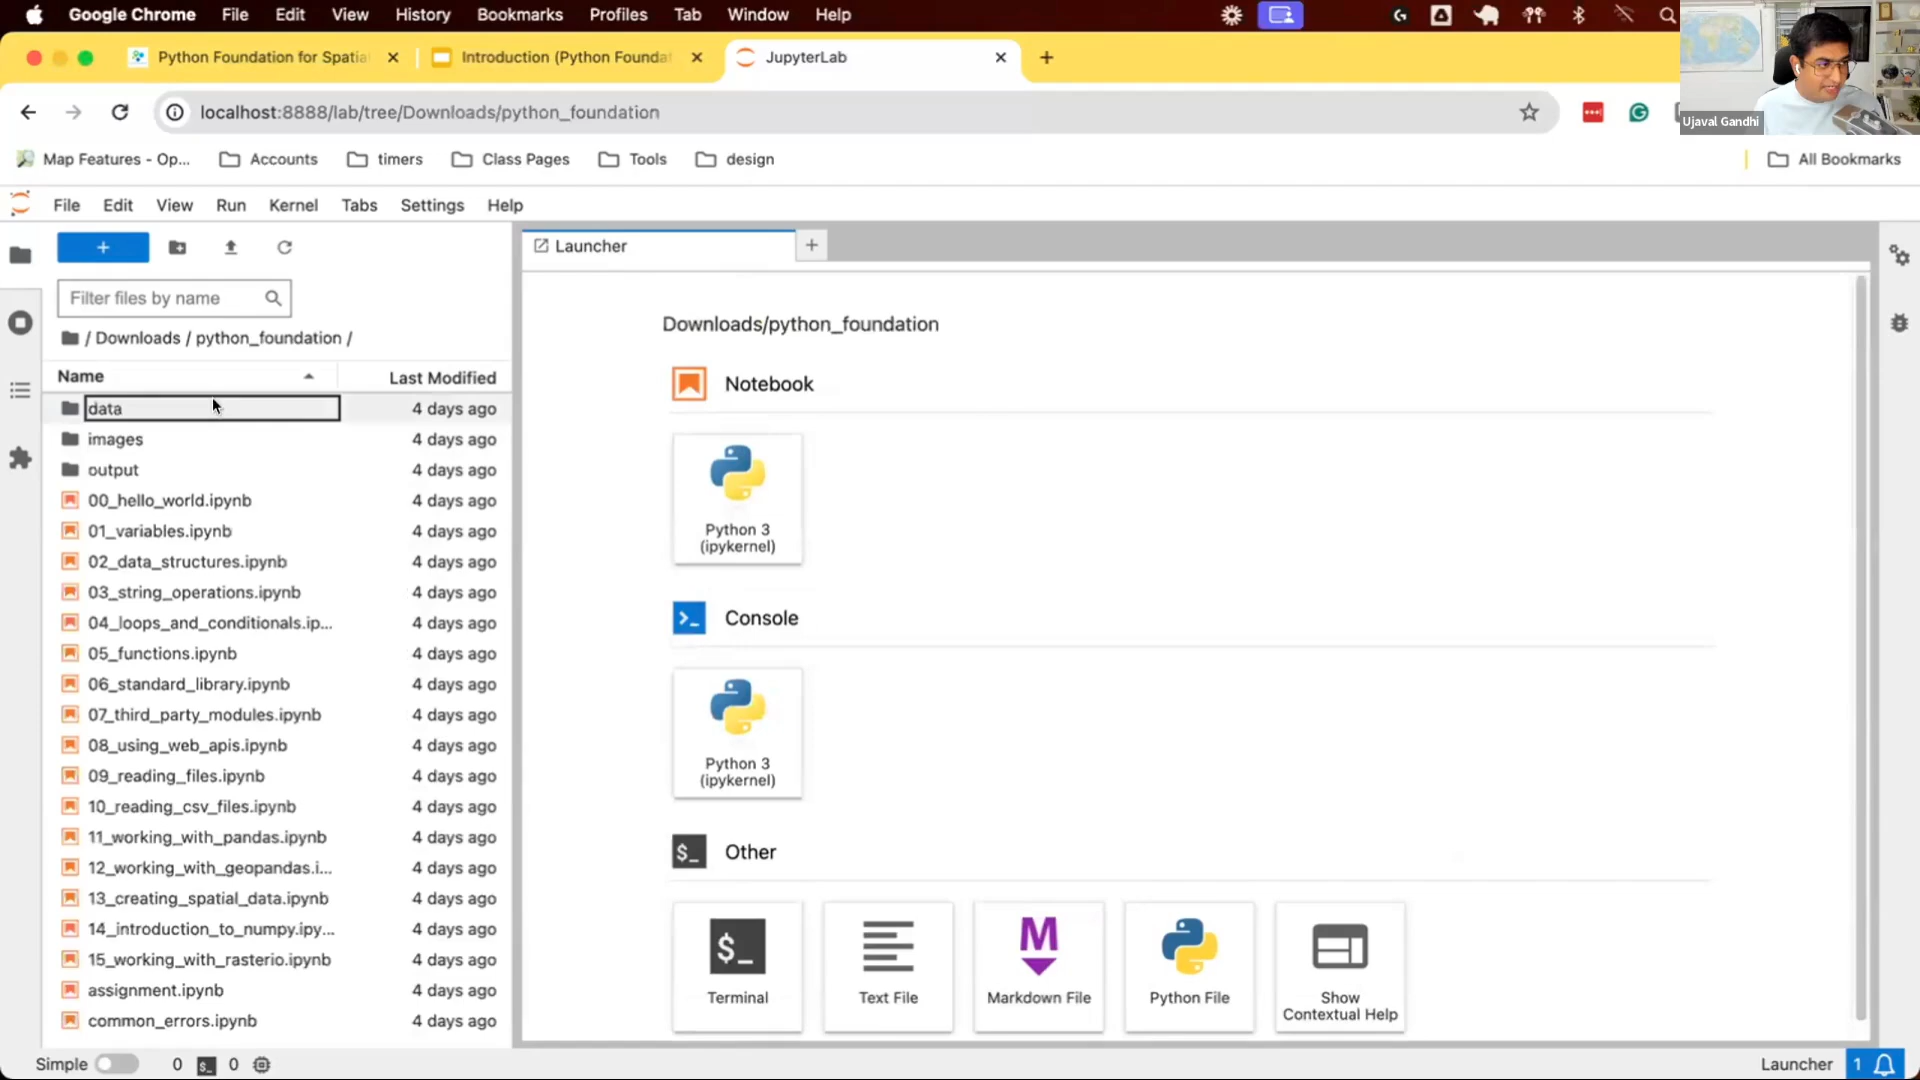 Google Chrome File Edit View History Bookmarks Profiles Tab Window Help
Python Foundation for Spatia
Introduction (Python Foundat
JupyterLab
localhost:8888/lab/tree/Downloads/python_foundation
Ujaval Gandhi
Map Features - Op... Accounts timers Class Pages Tools design All Bookmarks
File Edit View Run Kernel Tabs Settings Help
Launcher
Filter files by name
/ Downloads / python_foundation /
Name Last Modified
data 4 days ago
images 4 days ago
output 4 days ago
00_hello_world.ipynb 4 days ago
01_variables.ipynb 4 days ago
02_data_structures.ipynb 4 days ago
03_string_operations.ipynb 4 days ago
04_loops_and_conditionals.ip... 4 days ago
05_functions.ipynb 4 days ago
06_standard_library.ipynb 4 days ago
07_third_party_modules.ipynb 4 days ago
08_using_web_apis.ipynb 4 days ago
09_reading_files.ipynb 4 days ago
10_reading_csv_files.ipynb 4 days ago
11_working_with_pandas.ipynb 4 days ago
12_working_with_geopandas.i... 4 days ago
13_creating_spatial_data.ipynb 4 days ago
14_introduction_to_numpy.ipy... 4 days ago
15_working_with_rasterio.ipynb 4 days ago
assignment.ipynb 4 days ago
common_errors.ipynb 4 days ago
Downloads/python_foundation
Notebook
Python 3
(ipykernel)
Console
Python 3
(ipykernel)
$_ Other
$_
Terminal
Text File
M
Markdown File
Python File
Show
Contextual Help
Simple 0 $_ 0 Launcher 1